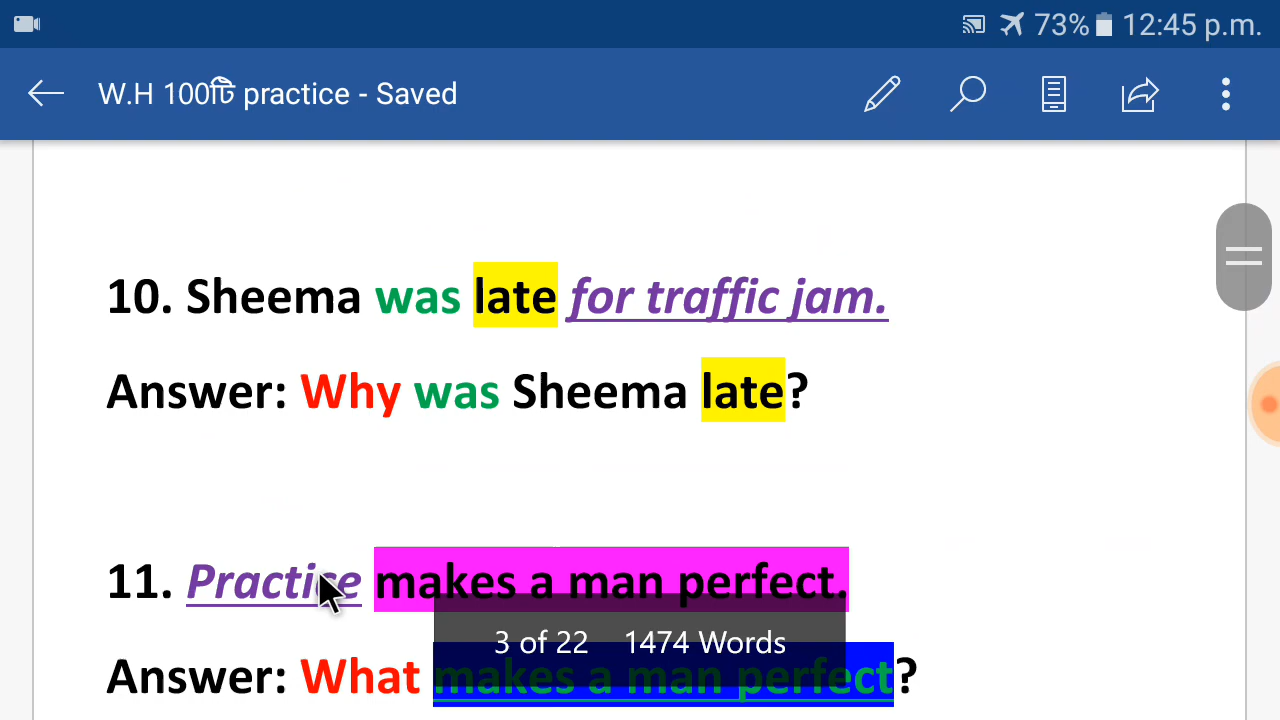 73% 12:45 p.m.
W.H 100টি practice - Saved
10. Sheema was late for traffic jam.
Answer: Why was Sheema late?
11. Practice makes a man perfect.
3 of 22 1474 Words
Answer: What makes a man perfect?